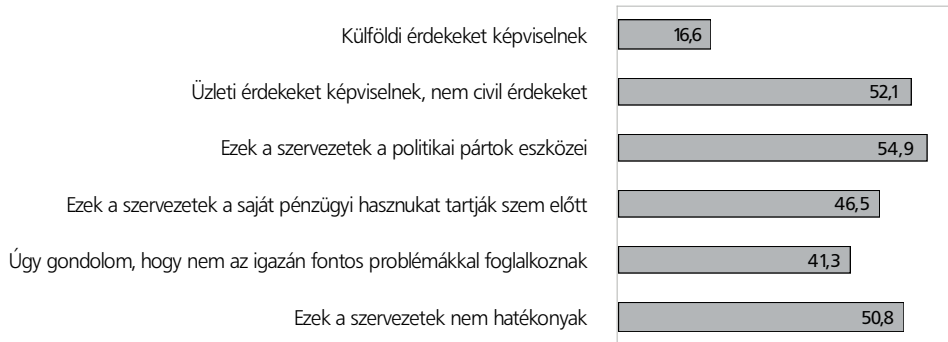 Külföldi érdekeket képviselnek 16,6
Üzleti érdekeket képviselnek, nem civil érdekeket 52,1
Ezek a szervezetek a politikai pártok eszközei 54,9
Ezek a szervezetek a saját pénzügyi hasznukat tartják szem előtt 46,5
Úgy gondolom, hogy nem az igazán fontos problémákkal foglalkoznak 41,3
Ezek a szervezetek nem hatékonyak 50,8